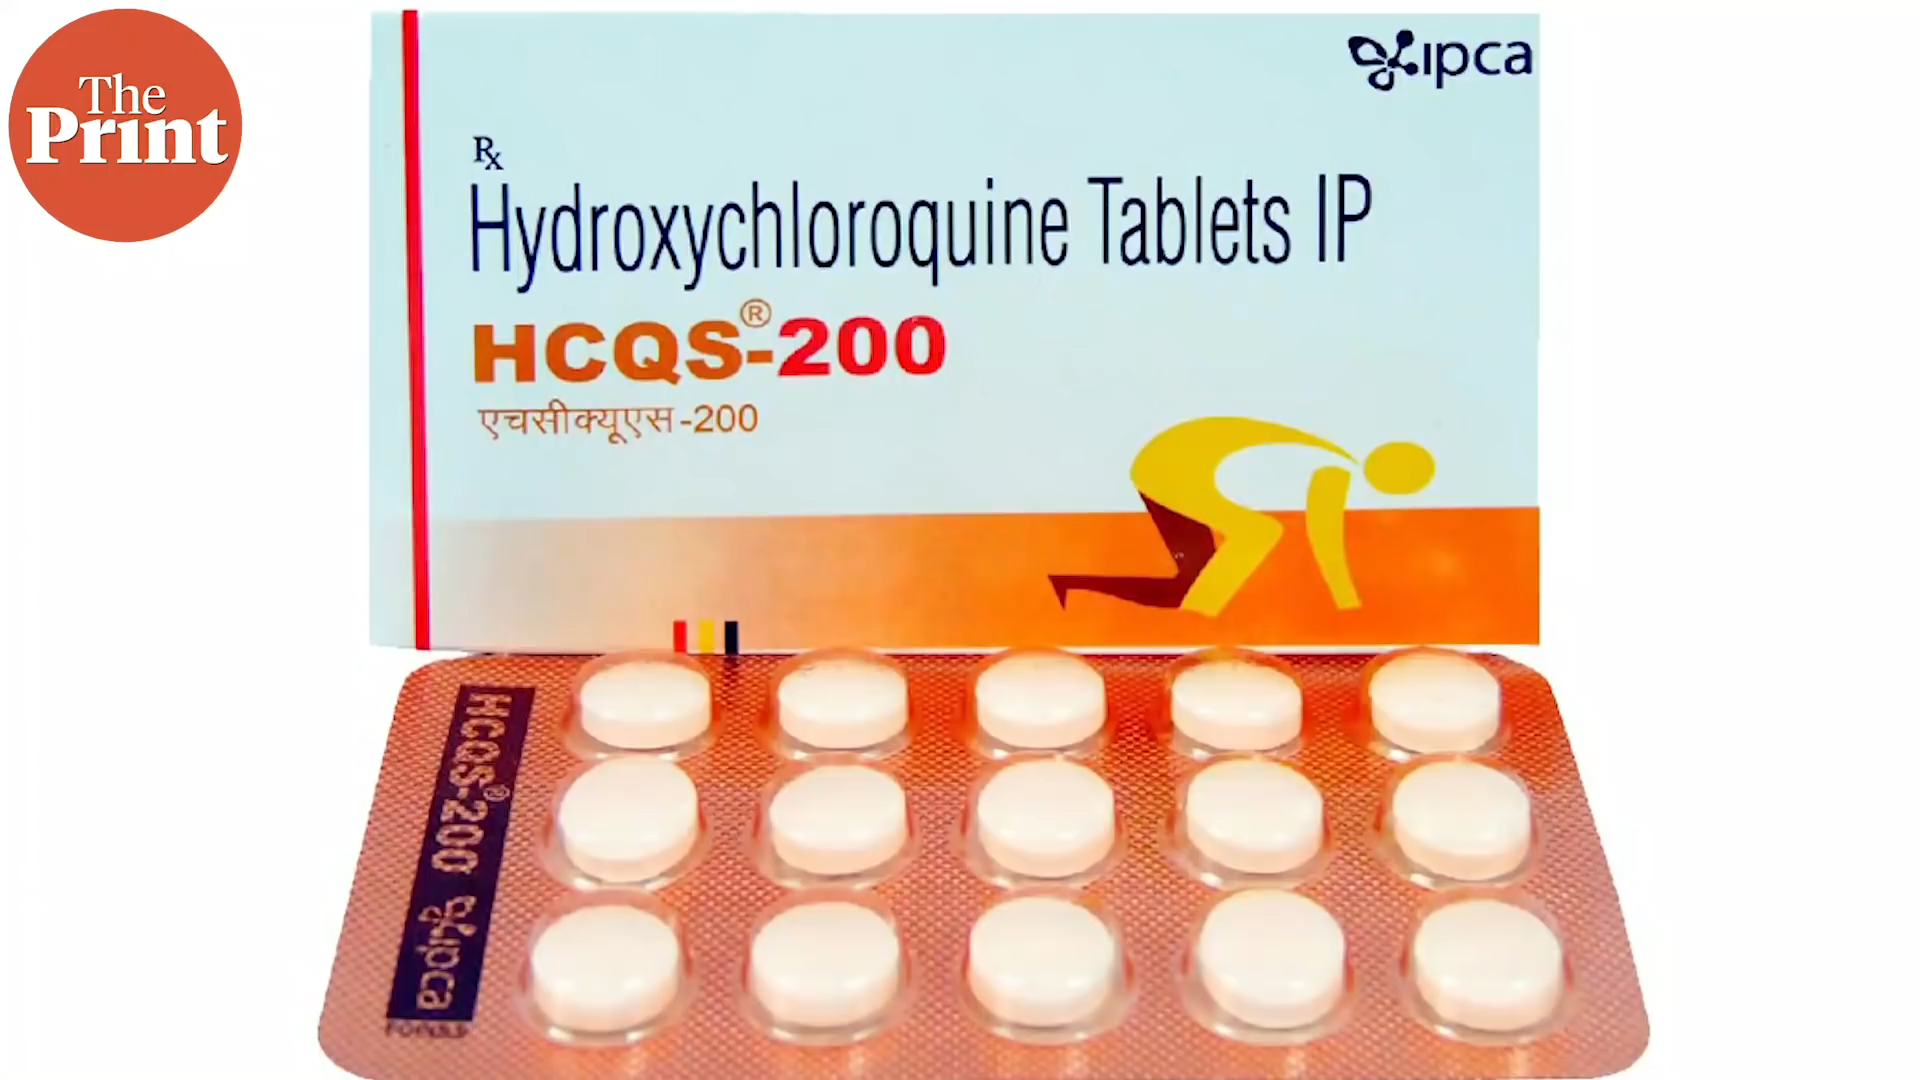 The
Print
ipca
Rx
Hydroxychloroquine Tablets IP
HCQS®-200
एचसीक्यूएस-200
HCQS®-200 ipca